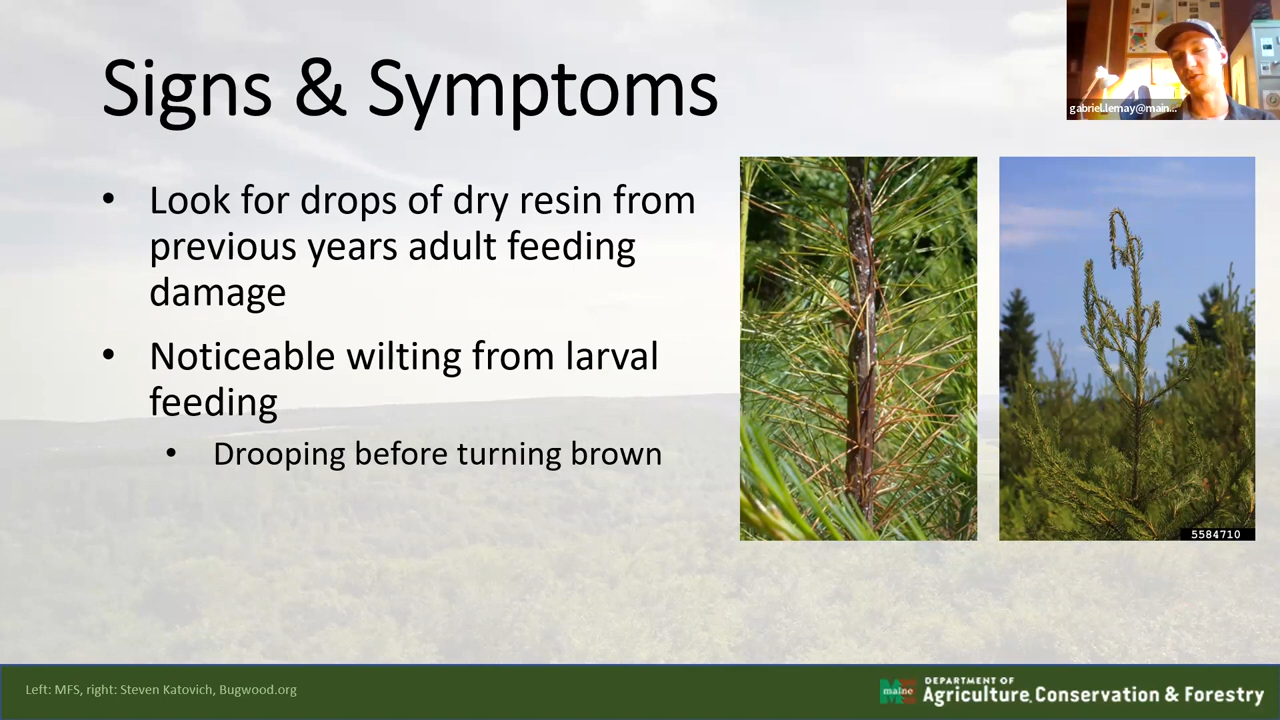 Signs & Symptoms
gabriel.lemay@main...
• Look for drops of dry resin from
previous years adult feeding
damage
• Noticeable wilting from larval
feeding
• Drooping before turning brown
5584710
Left: MFS, right: Steven Katovich, Bugwood.org
maine
DEPARTMENT OF
Agriculture, Conservation & Forestry